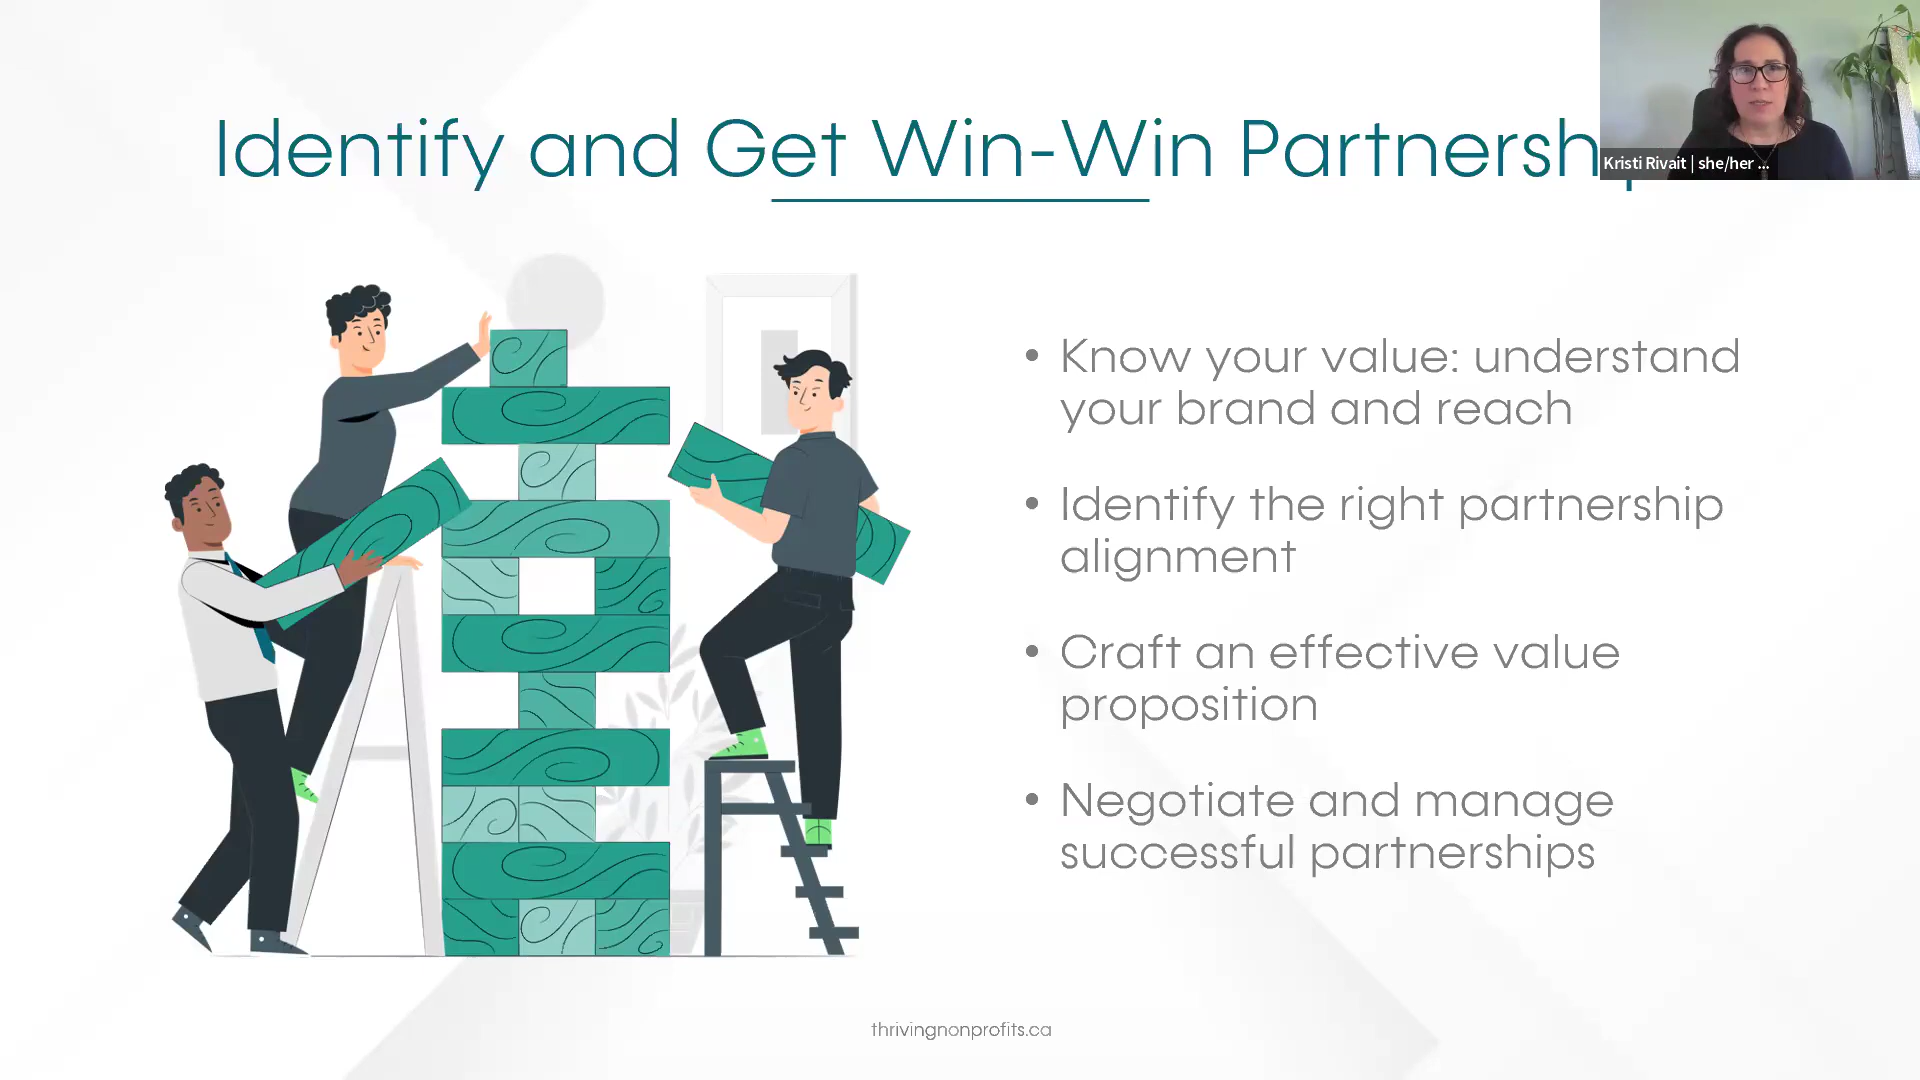 Identify and Get Win-Win Partnersh
Kristi Rivait | she/her ...
Know your value: understand
your brand and reach
Identify the right partnership
alignment
Craft an effective value
proposition
Negotiate and manage
successful partnerships
thrivingnonprofits.ca